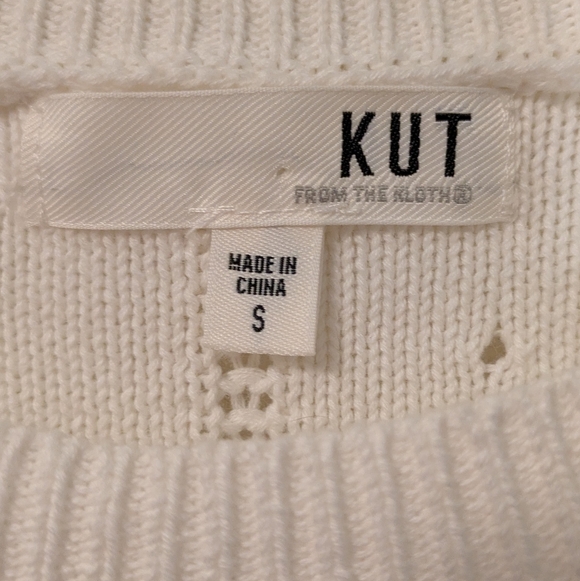 KUT
FROM THE KLOTH®
MADE IN
CHINA
S